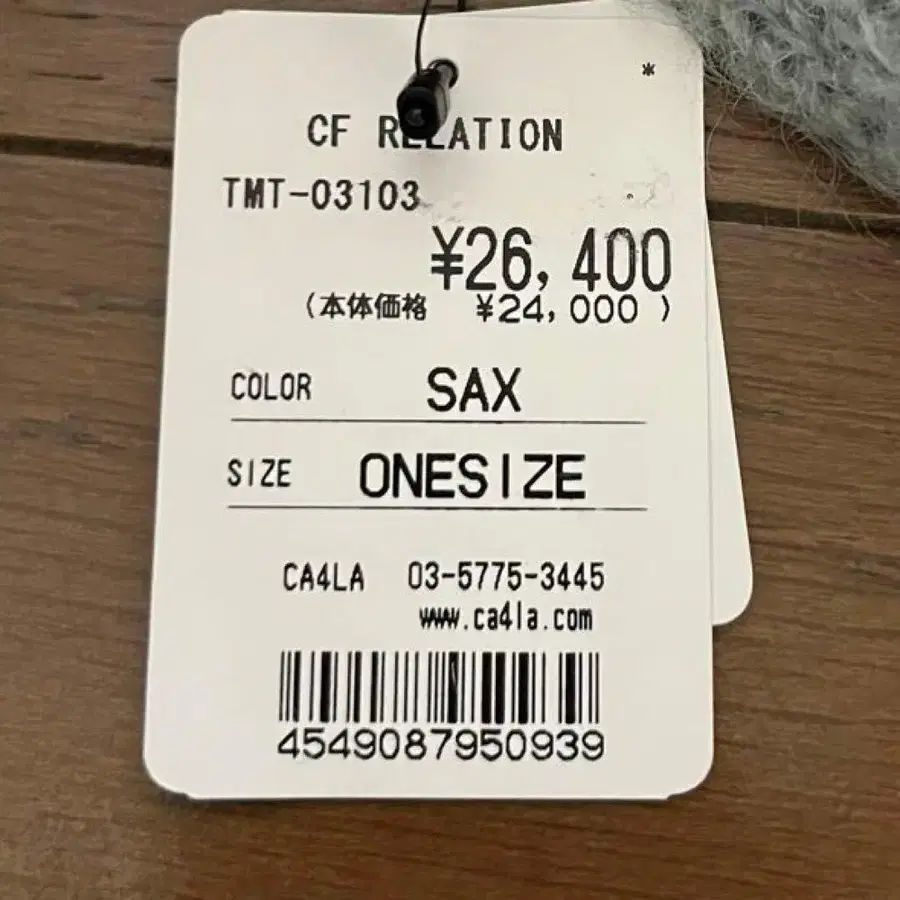 *
CF RELATION
TMT-03103
¥26,400
(本体価格 ¥24,000 )
COLOR SAX
SIZE ONESIZE
CA4LA 03-5775-3445
www.ca4la.com
4549087950939